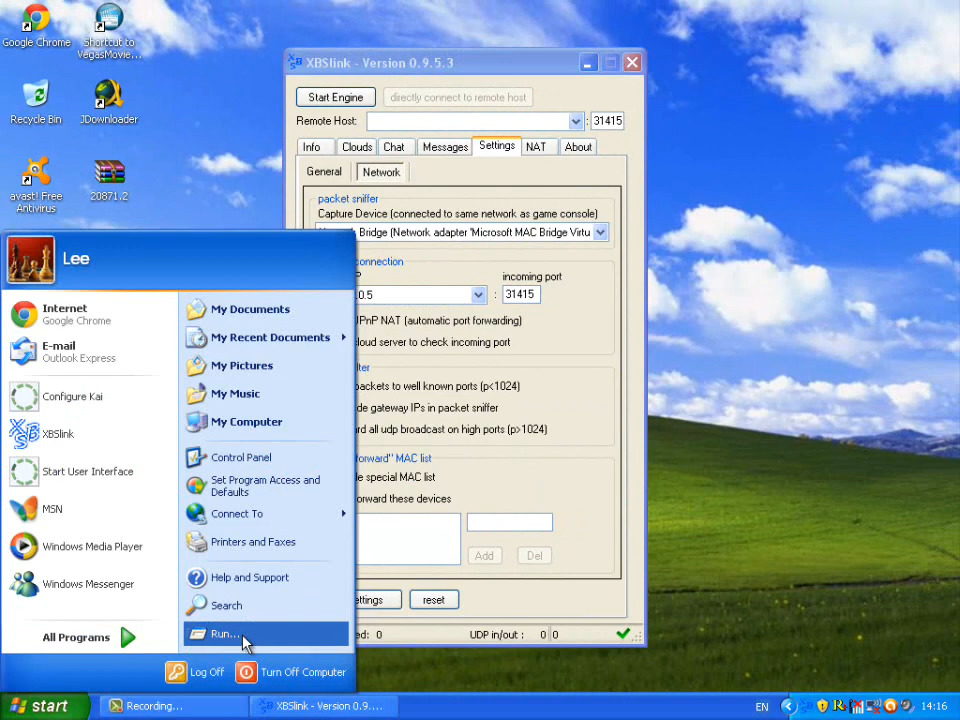 Google Chrome
Shortcut to
VegasMovie...
Recycle Bin
JDownloader
avast! Free
Antivirus
20871.2
XBSlink - Version 0.9.5.3
Start Engine
directly connect to remote host
Remote Host:
: 31415
Info
Clouds
Chat
Messages
Settings
NAT
About
General
Network
packet sniffer
Capture Device (connected to same network as game console)
Bridge (Network adapter 'Microsoft MAC Bridge Virtu
connection
incoming port
.0.5
: 31415
UPnP NAT (automatic port forwarding)
cloud server to check incoming port
packets to well known ports (p<1024)
gateway IPs in packet sniffer
all udp broadcast on high ports (p>1024)
forward" MAC list
special MAC list
these devices
Add
Del
reset
0
UDP in/out : 0 0
Lee
Internet
Google Chrome
E-mail
Outlook Express
Configure Kai
XBSlink
Start User Interface
MSN
Windows Media Player
Windows Messenger
All Programs
My Documents
My Recent Documents
My Pictures
My Music
My Computer
Control Panel
Set Program Access and
Defaults
Connect To
Printers and Faxes
Help and Support
Search
Run...
Log Off
Turn Off Computer
start
Recording...
XBSlink - Version 0.9....
EN
14:16